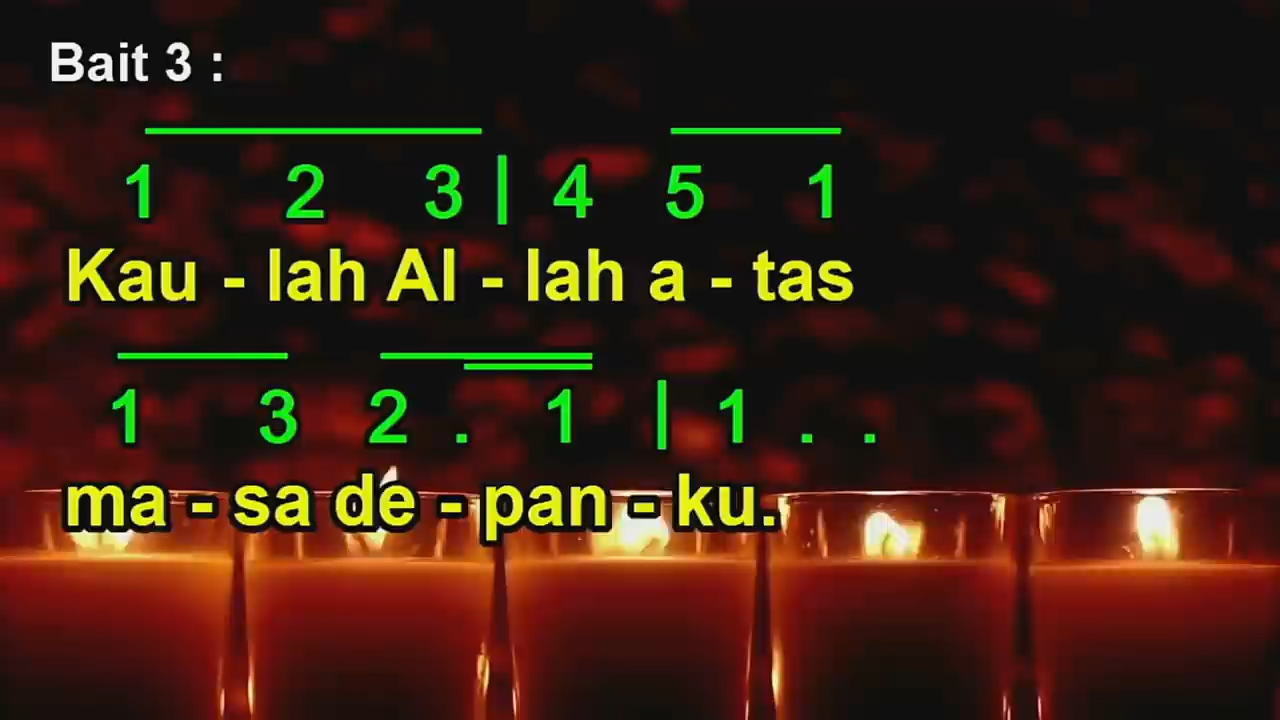 Bait 3 :
1 2 3 | 4 5 1
Kau - lah Al - lah a - tas
1 3 2 . 1 | 1 . .
ma - sa de - pan - ku.